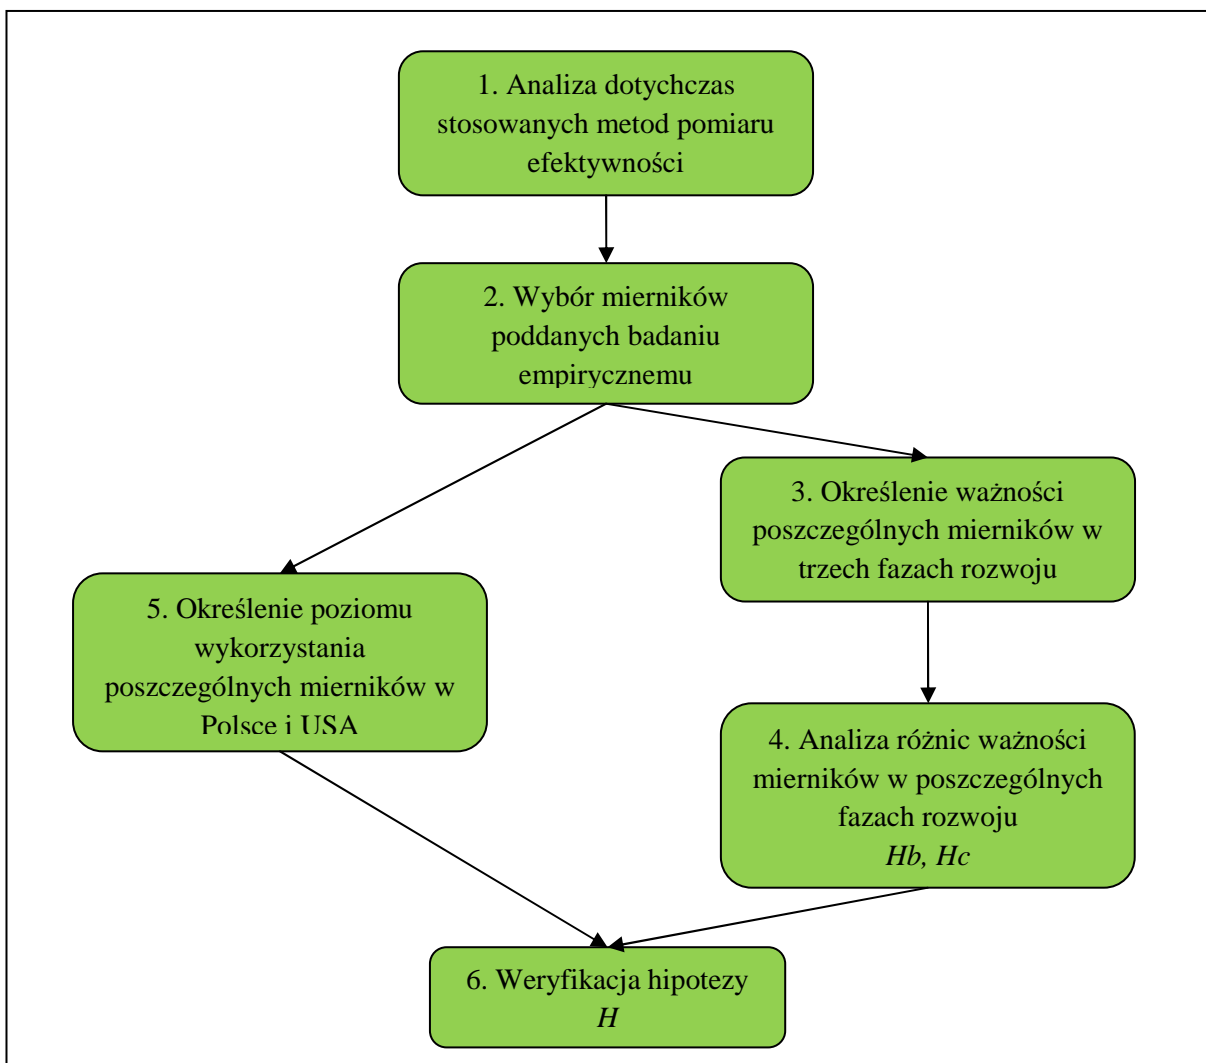 1. Analiza dotychczas
stosowanych metod pomiaru
efektywności
2. Wybór mierników
poddanych badaniu
empirycznemu
3. Określenie ważności
poszczególnych mierników w
trzech fazach rozwoju
5. Określenie poziomu
wykorzystania
poszczególnych mierników w
Polsce i USA
4. Analiza różnic ważności
mierników w poszczególnych
fazach rozwoju
Hb, Hc
6. Weryfikacja hipotezy
H